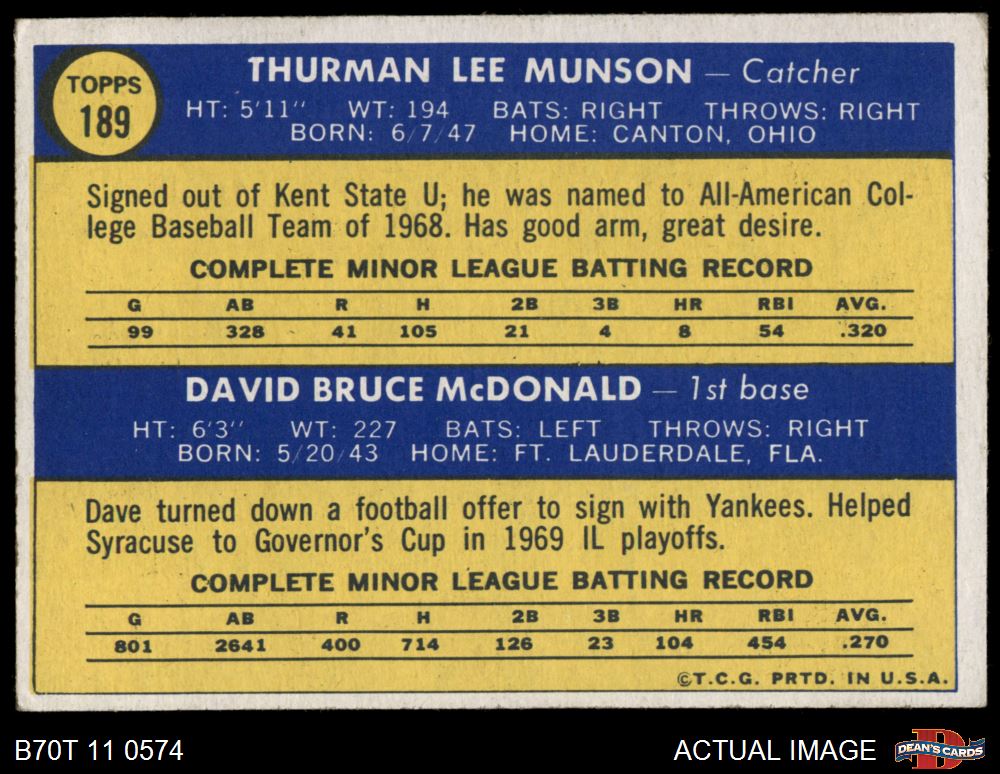 TOPPS
189
THURMAN LEE MUNSON — Catcher
HT: 5'11" WT: 194 BATS: RIGHT THROWS: RIGHT
BORN: 6/7/47 HOME: CANTON, OHIO
Signed out of Kent State U; he was named to All-American Col-
lege Baseball Team of 1968. Has good arm, great desire.
COMPLETE MINOR LEAGUE BATTING RECORD
G AB R H 2B 3B HR RBI AVG.
99 328 41 105 21 4 8 54 .320
DAVID BRUCE McDONALD — 1st base
HT: 6'3" WT: 227 BATS: LEFT THROWS: RIGHT
BORN: 5/20/43 HOME: FT. LAUDERDALE, FLA.
Dave turned down a football offer to sign with Yankees. Helped
Syracuse to Governor's Cup in 1969 IL playoffs.
COMPLETE MINOR LEAGUE BATTING RECORD
G AB R H 2B 3B HR RBI AVG.
801 2641 400 714 126 23 104 454 .270
©T.C.G. PRTD. IN U.S.A.
B70T 11 0574 ACTUAL IMAGE DEAN'S CARDS